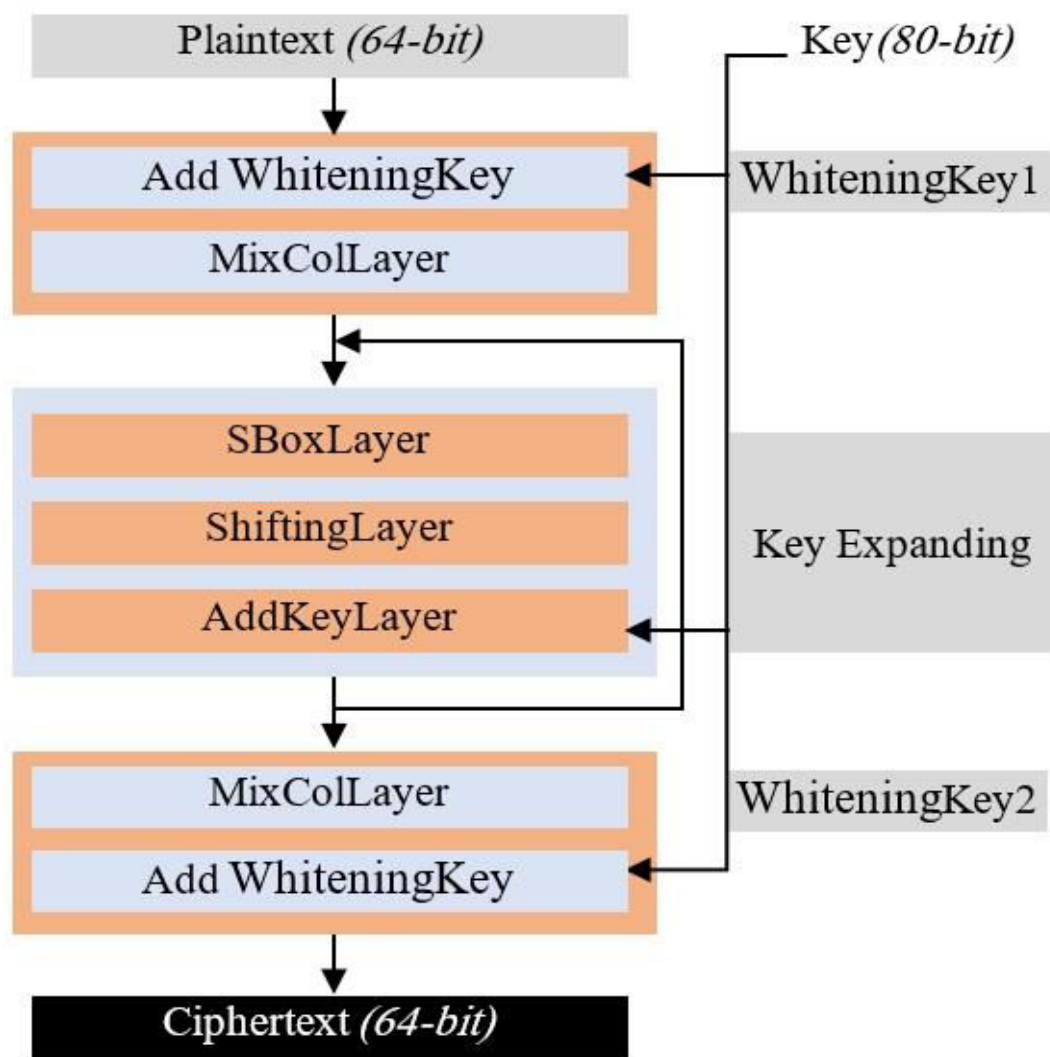 Plaintext (64-bit)
Key(80-bit)
Add WhiteningKey
WhiteningKey1
MixColLayer
SBoxLayer
ShiftingLayer
Key Expanding
AddKeyLayer
MixColLayer
WhiteningKey2
Add WhiteningKey
Ciphertext (64-bit)